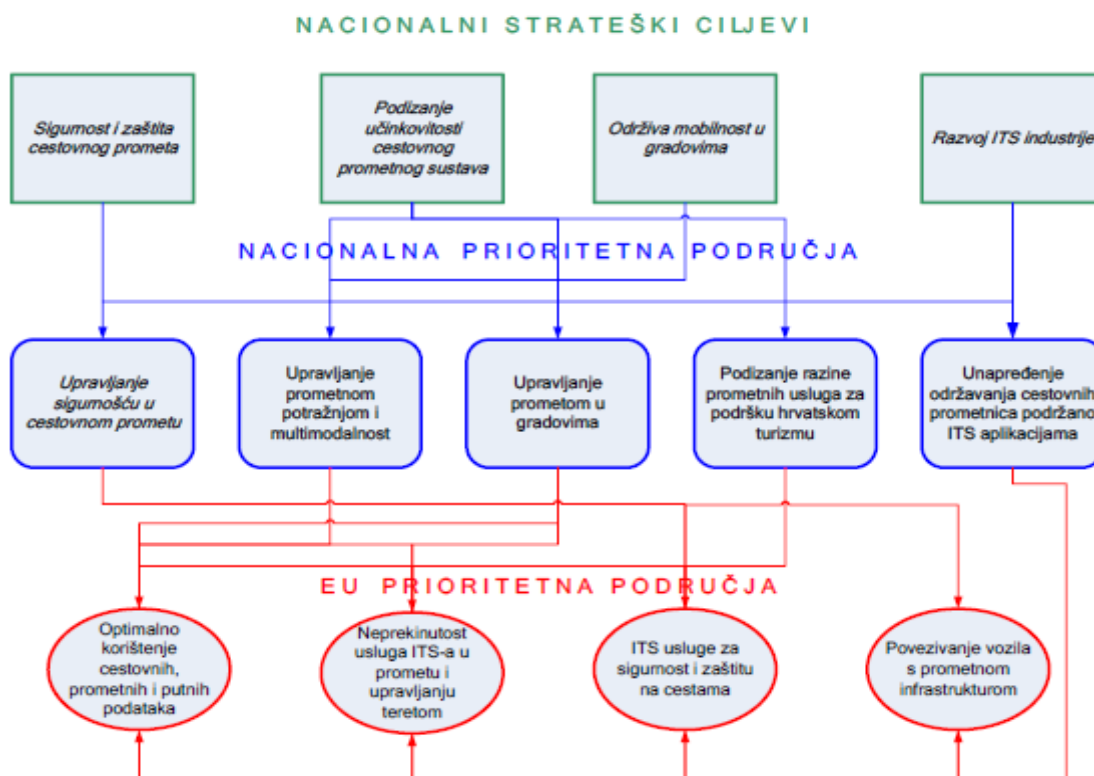 NACIONALNI STRATEŠKI CILJEVI
Sigurnost i zaštita
cestovnog prometa
Podizanje
učinkovitosti
cestovnog
prometnog sustava
Održiva mobilnost u
gradovima
Razvoj ITS industrije
NACIONALNA PRIORITETNA PODRUČJA
Upravljanje
sigurnošću u
cestovnom prometu
Upravljanje
prometnom
potražnjom i
multimodalnost
Upravljanje
prometom u
gradovima
Podizanje razine
prometnih usluga za
podršku hrvatskom
turizmu
Unapređenje
održavanja cestovnih
prometnica podržano
ITS aplikacijama
EU PRIORITETNA PODRUČJA
Optimalno
korištenje
cestovnih,
prometnih i putnih
podataka
Neprekinutost
usluga ITS-a u
prometu i
upravljanju
teretom
ITS usluge za
sigurnost i zaštitu
na cestama
Povezivanje vozila
s prometnom
infrastrukturom